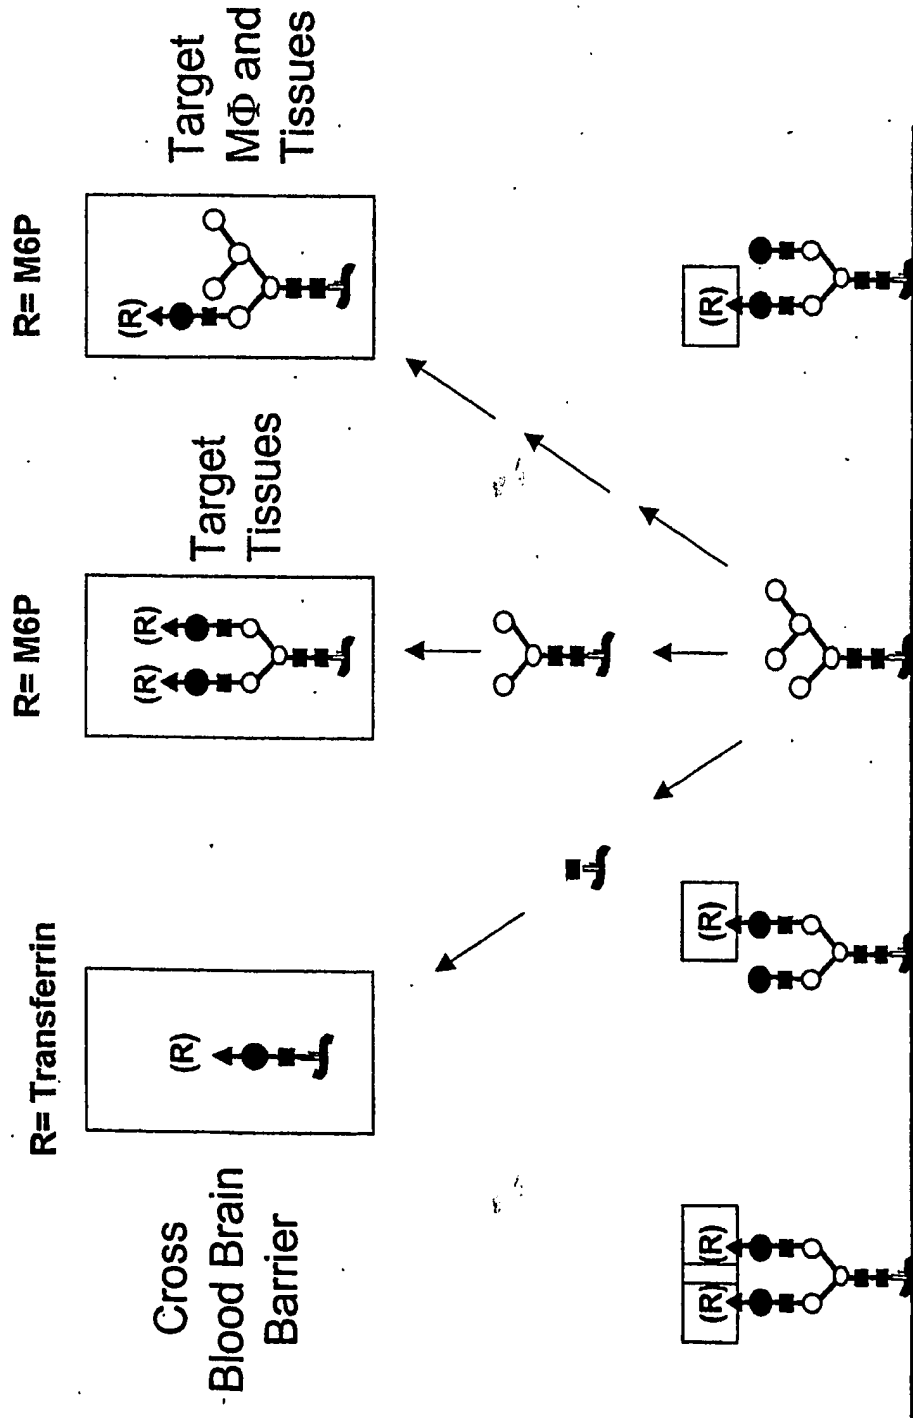 R= Transferrin
R= M6P
R= M6P
Cross
Blood Brain
Barrier
(R)
(R) (R)
Target
Tissues
(R)
Target
MΦ and
Tissues
(R) (R)
(R)
(R)